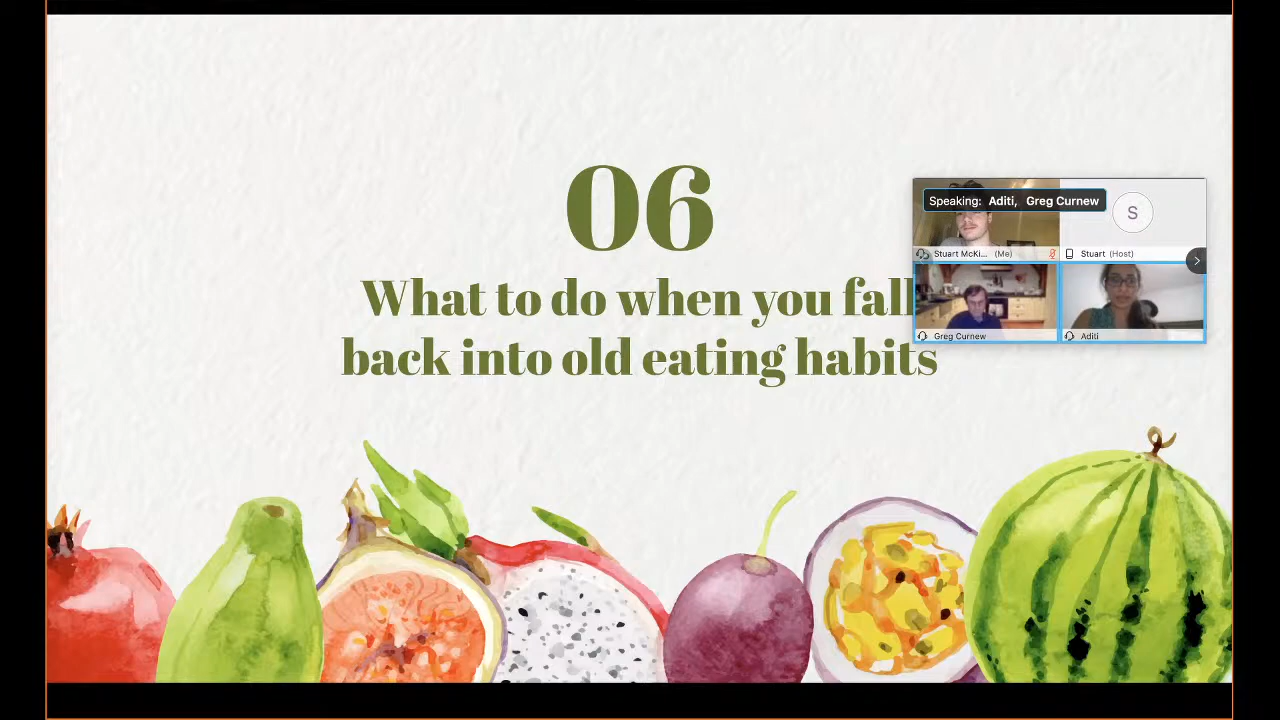 06
What to do when you fall
back into old eating habits
Speaking: Aditi, Greg Curnew
S
Stuart McKi... (Me)
Stuart (Host)
Greg Curnew
Aditi